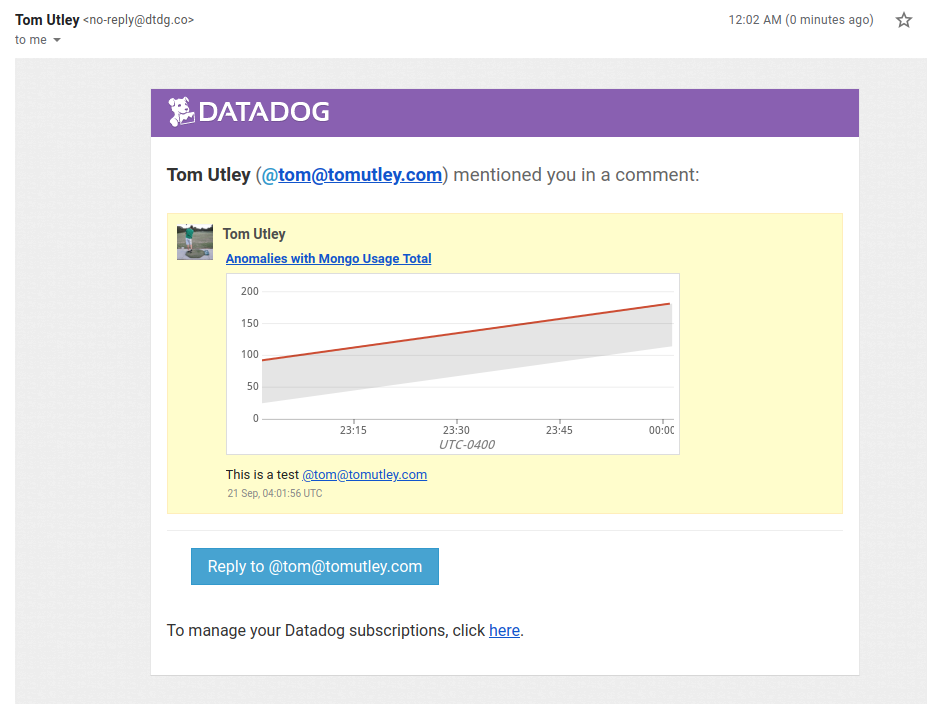 Tom Utley <no-reply@dtdg.co>
12:02 AM (0 minutes ago)
to me
DATADOG
Tom Utley (@tom@tomutley.com) mentioned you in a comment:
Tom Utley
Anomalies with Mongo Usage Total
200
150
100
50
0
23:15 23:30 23:45 00:00
UTC-0400
This is a test @tom@tomutley.com
21 Sep, 04:01:56 UTC
Reply to @tom@tomutley.com
To manage your Datadog subscriptions, click here.